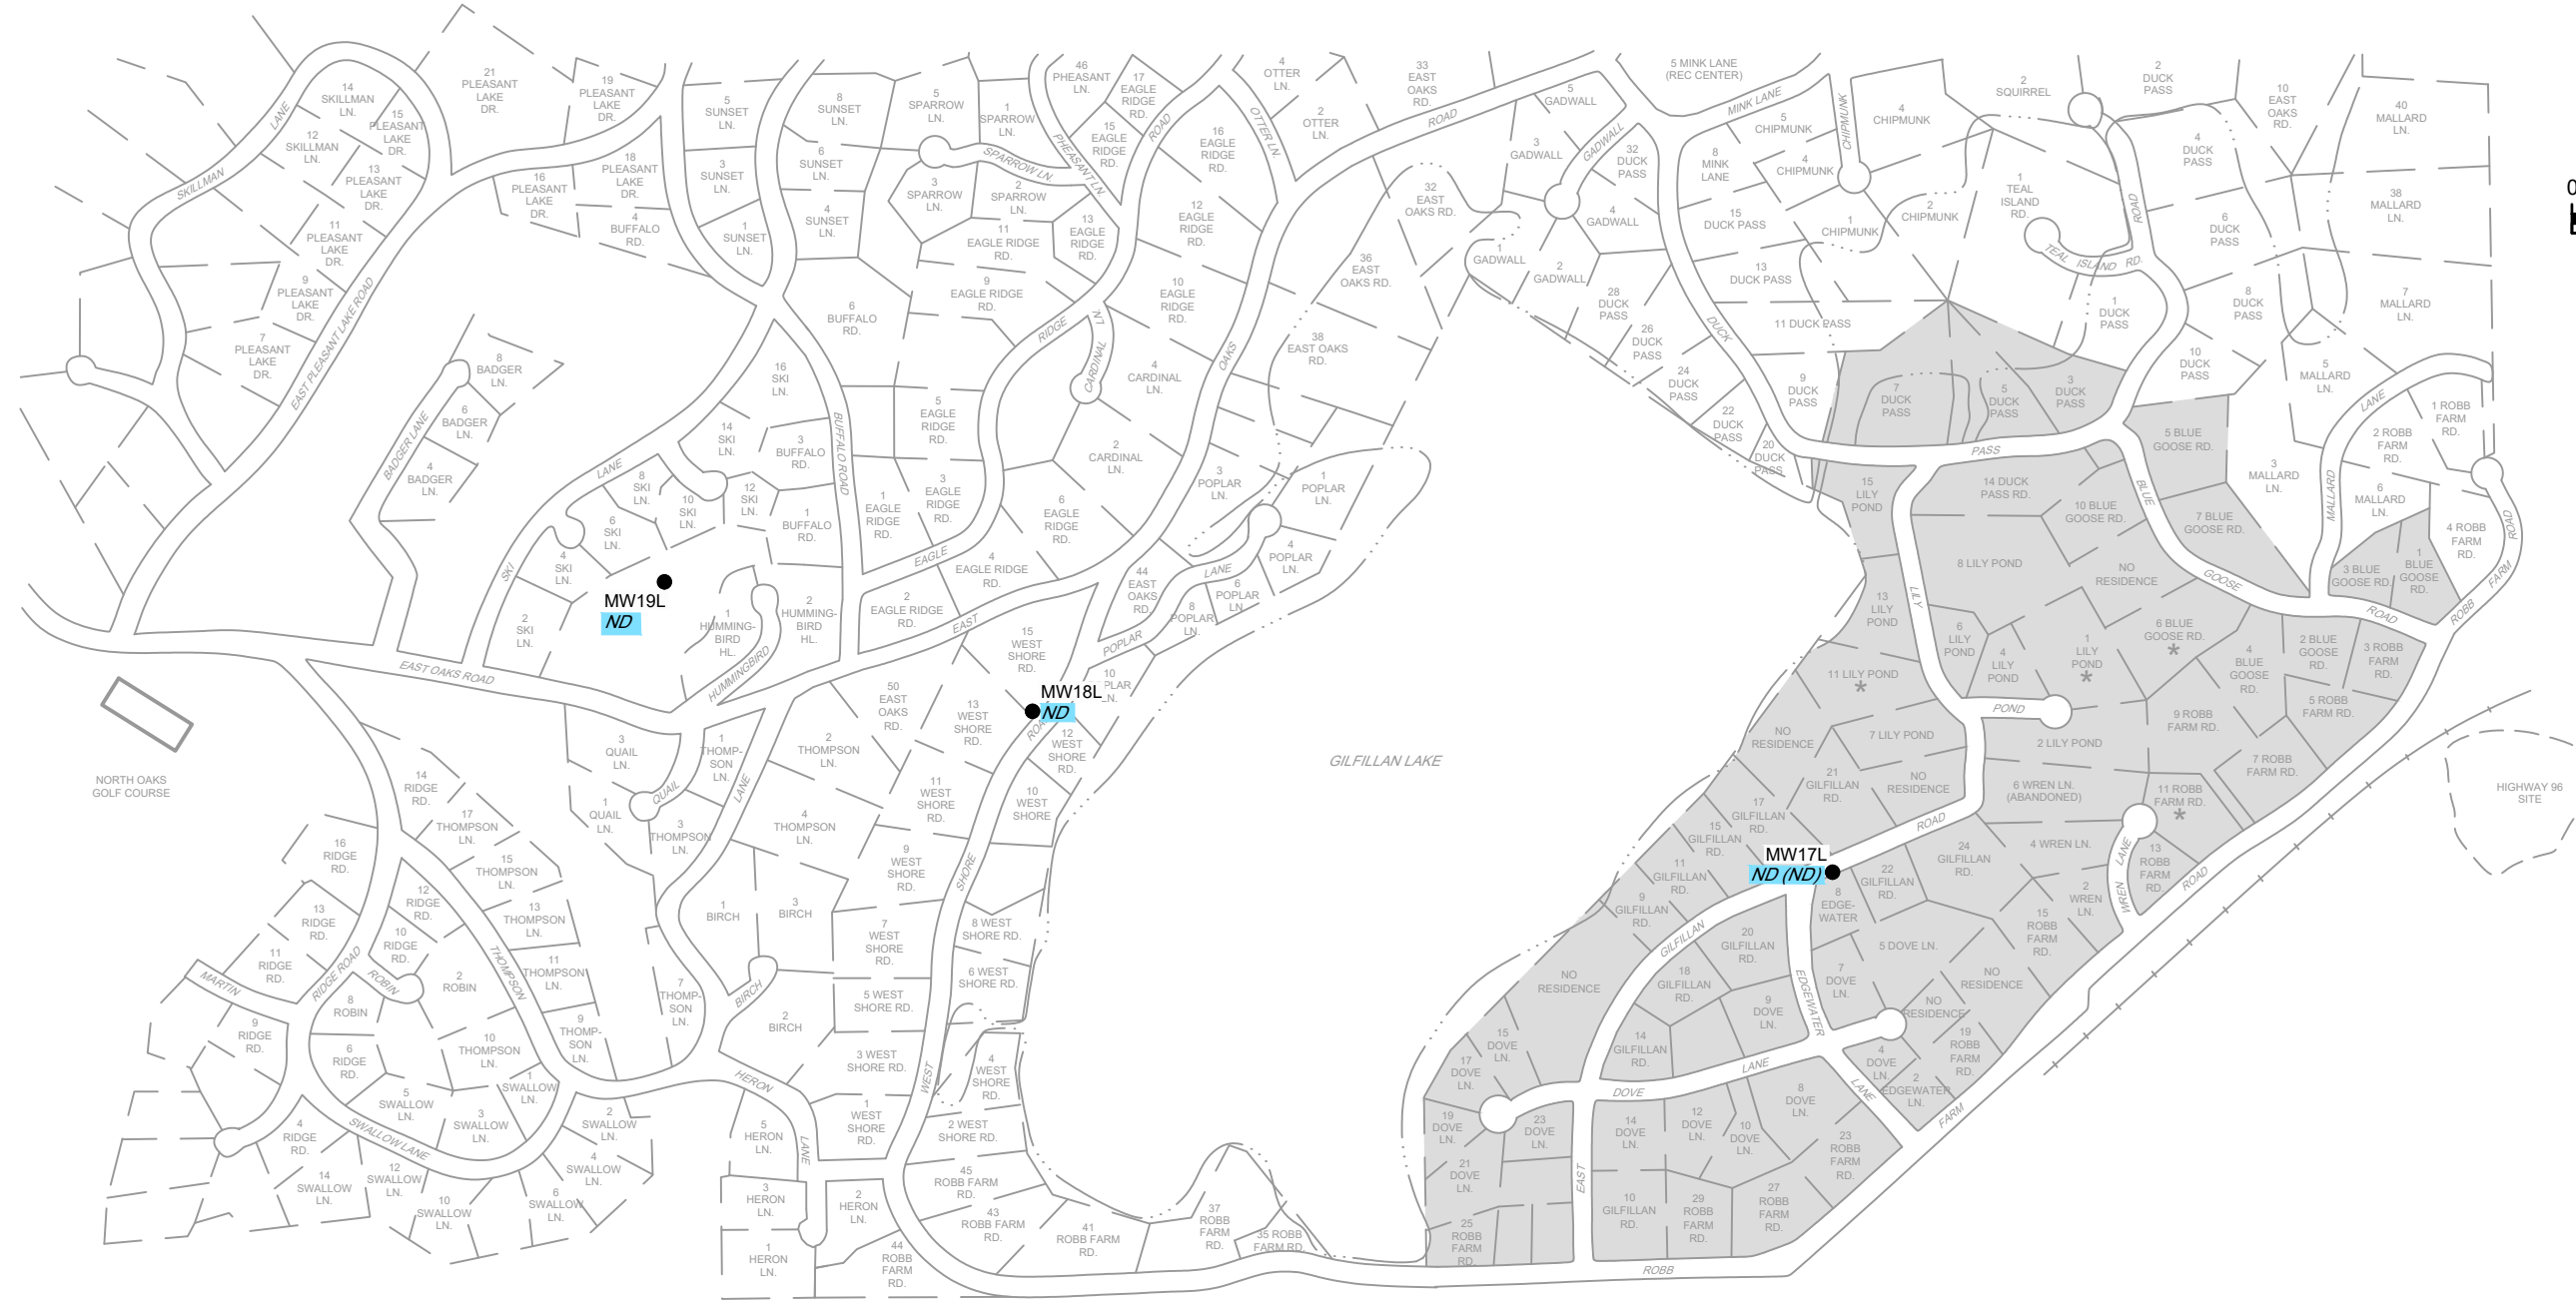 21
PLEASANT
LAKE
DR.
19
PLEASANT
LAKE
DR.
14
SKILLMAN
LN.
15
PLEASANT
LAKE
DR.
12
SKILLMAN
LN.
13
PLEASANT
LAKE
DR.
11
PLEASANT
LAKE
DR.
9
PLEASANT
LAKE
DR.
7
PLEASANT
LAKE
DR.
18
PLEASANT
LAKE
DR.
16
PLEASANT
LAKE
DR.
4
BUFFALO
RD.
SKILLMAN
LANE
EAST PLEASANT LAKE ROAD
5
SUNSET
LN.
3
SUNSET
LN.
1
SUNSET
LN.
8
SUNSET
LN.
6
SUNSET
LN.
4
SUNSET
LN.
5
SPARROW
LN.
1
SPARROW
LN.
3
SPARROW
LN.
2
SPARROW
LN.
SPARROW LN.
46
PHEASANT
LN.
PHEASANT LN.
17
EAGLE
RIDGE
RD.
15
EAGLE
RIDGE
RD.
16
EAGLE
RIDGE
RD.
13
EAGLE
RIDGE
RD.
12
EAGLE
RIDGE
RD.
11
EAGLE RIDGE
RD.
9
EAGLE RIDGE
RD.
10
EAGLE
RIDGE
RD.
6
BUFFALO
RD.
5
EAGLE
RIDGE
RD.
3
EAGLE
RIDGE
RD.
1
EAGLE
RIDGE
RD.
6
EAGLE
RIDGE
RD.
4
EAGLE RIDGE
RD.
2
EAGLE RIDGE
RD.
EAGLE
RIDGE
ROAD
CARDINAL
LN.
4
CARDINAL
LN.
2
CARDINAL
LN.
4
OTTER
LN.
2
OTTER
LN.
OTTER LN.
33
EAST
OAKS
RD.
32
EAST
OAKS RD.
36
EAST
OAKS RD.
38
EAST OAKS
RD.
EAST
OAKS
ROAD
8
BADGER
LN.
6
BADGER
LN.
4
BADGER
LN.
BADGER LANE
16
SKI
LN.
14
SKI
LN.
12
SKI
LN.
10
SKI
LN.
8
SKI
LN.
6
SKI
LN.
4
SKI
LN.
2
SKI
LN.
SKI
LANE
3
BUFFALO
RD.
1
BUFFALO
RD.
BUFFALO ROAD
1
HUMMING-
BIRD
HL.
2
HUMMING-
BIRD
HL.
HUMMINGBIRD
MW19L
ND
EAST OAKS ROAD
3
POPLAR
LN.
1
POPLAR
LN.
4
POPLAR
LN.
6
POPLAR
LN.
8
POPLAR
LN.
10
PLAR
LN.
POPLAR
LANE
44
EAST
OAKS
RD.
15
WEST
SHORE
RD.
50
EAST
OAKS
RD.
13
WEST
SHORE
RD.
MW18L
ND
12
WEST
SHORE
RD.
11
WEST
SHORE
RD.
10
WEST
SHORE
9
WEST
SHORE
RD.
8 WEST
SHORE RD.
7
WEST
SHORE
RD.
6 WEST
SHORE RD.
5 WEST
SHORE RD.
4
WEST
SHORE
RD.
3 WEST
SHORE RD.
2 WEST
SHORE RD.
1
WEST
SHORE
RD.
WEST
SHORE
ROAD
3
QUAIL
LN.
1
QUAIL
LN.
QUAIL
1
THOMP-
SON
LN.
2
THOMPSON
LN.
3
THOMPSON
LN.
4
THOMPSON
LN.
7
THOMP-
SON
LN.
LANE
1
BIRCH
3
BIRCH
2
BIRCH
BIRCH
NORTH OAKS
GOLF COURSE
14
RIDGE
RD.
17
THOMPSON
LN.
15
THOMPSON
LN.
13
THOMPSON
LN.
11
THOMPSON
LN.
9
THOMP-
SON
LN.
10
THOMPSON
LN.
THOMPSON
16
RIDGE
RD.
13
RIDGE
RD.
12
RIDGE
RD.
11
RIDGE
RD.
10
RIDGE
RD.
9
RIDGE
RD.
6
RIDGE
RD.
4
RIDGE
RD.
RIDGE ROAD
MARTIN
ROBIN
2
ROBIN
8
ROBIN
1
SWALLOW
LN.
5
SWALLOW
LN.
3
SWALLOW
LN.
2
SWALLOW
LN.
4
SWALLOW
LN.
6
SWALLOW
LN.
10
SWALLOW
LN.
12
SWALLOW
LN.
14
SWALLOW
LN.
SWALLOW LANE
HERON
LANE
5
HERON
LN.
3
HERON
LN.
2
HERON
LN.
1
HERON
LN.
44
ROBB
FARM
RD.
45
ROBB FARM
RD.
43
ROBB FARM
RD.
41
ROBB FARM
RD.
37
ROBB
FARM
RD.
35 ROBB
FARM RD.
GILFILLAN LAKE
5 MINK LANE
(REC CENTER)
MINK LANE
5
GADWALL
3
GADWALL
4
GADWALL
2
GADWALL
1
GADWALL
GADWALL
32
DUCK
PASS
28
DUCK
PASS
26
DUCK
PASS
24
DUCK
PASS
22
DUCK
PASS
20
DUCK
PASS
8
MINK
LANE
5
CHIPMUNK
4
CHIPMUNK
4
CHIPMUNK
2
CHIPMUNK
1
CHIPMUNK
CHIPMUNK
15
DUCK PASS
13
DUCK PASS
11 DUCK PASS
9
DUCK
PASS
7
DUCK
PASS
5
DUCK
PASS
3
DUCK
PASS
1
DUCK
PASS
DUCK
PASS
2
SQUIRREL
1
TEAL
ISLAND
RD.
TEAL ISLAND RD.
ROAD
2
DUCK
PASS
4
DUCK
PASS
6
DUCK
PASS
8
DUCK
PASS
10
DUCK
PASS
10
EAST
OAKS
RD.
40
MALLARD
LN.
38
MALLARD
LN.
7
MALLARD
LN.
5
MALLARD
LN.
3
MALLARD
LN.
6
MALLARD
LN.
MALLARD
LANE
1 ROBB
FARM
RD.
2 ROBB
FARM
RD.
4 ROBB
FARM
RD.
5 BLUE
GOOSE RD.
7 BLUE
GOOSE RD.
10 BLUE
GOOSE RD.
3 BLUE
GOOSE RD.
1
BLUE
GOOSE
RD.
BLUE
GOOSE
ROAD
14 DUCK
PASS RD.
15
LILY
POND
8 LILY POND
NO
RESIDENCE
13
LILY
POND
6
LILY
POND
4
LILY
POND
1
LILY
POND
*
6 BLUE
GOOSE RD.
*
4
BLUE
GOOSE
RD.
2 BLUE
GOOSE
RD.
3 ROBB
FARM
RD.
5 ROBB
FARM RD.
11 LILY POND
*
LILY
POND
9 ROBB
FARM RD.
7 ROBB
FARM RD.
NO
RESIDENCE
7 LILY POND
2 LILY POND
21
GILFILLAN
RD.
NO
RESIDENCE
6 WREN LN.
(ABANDONED)
11 ROBB
FARM RD.
*
17
GILFILLAN
RD.
15
GILFILLAN
RD.
11
GILFILLAN
RD.
9
GILFILLAN
RD.
MW17L
ND (ND)
ROAD
22
GILFILLAN
RD.
24
GILFILLAN
RD.
4 WREN LN.
2
WREN
LN.
WREN
LANE
13
ROBB
FARM
RD.
15
ROBB
FARM
RD.
8
EDGE-
WATER
20
GILFILLAN
RD.
18
GILFILLAN
RD.
14
GILFILLAN
RD.
GILFILLAN
5 DOVE LN.
7
DOVE
LN.
9
DOVE
LN.
NO
RESIDENCE
NO
RESIDENCE
NO
RESIDENCE
19
ROBB
FARM
RD.
4
DOVE
LN.
2
EDGEWATER
LN.
EDGEWATER
LANE
15
DOVE
LN.
17
DOVE
LN.
19
DOVE
LN.
21
DOVE
LN.
23
DOVE
LN.
DOVE
LANE
8
DOVE
LN.
14
DOVE
LN.
12
DOVE
LN.
10
DOVE
LN.
23
ROBB
FARM
RD.
25
ROBB
FARM
RD.
10
GILFILLAN
RD.
29
ROBB
FARM
RD.
27
ROBB
FARM
RD.
EAST
ROBB
FARM
ROAD
ROBB
FARM
ROAD
HIGHWAY 96
SITE
0